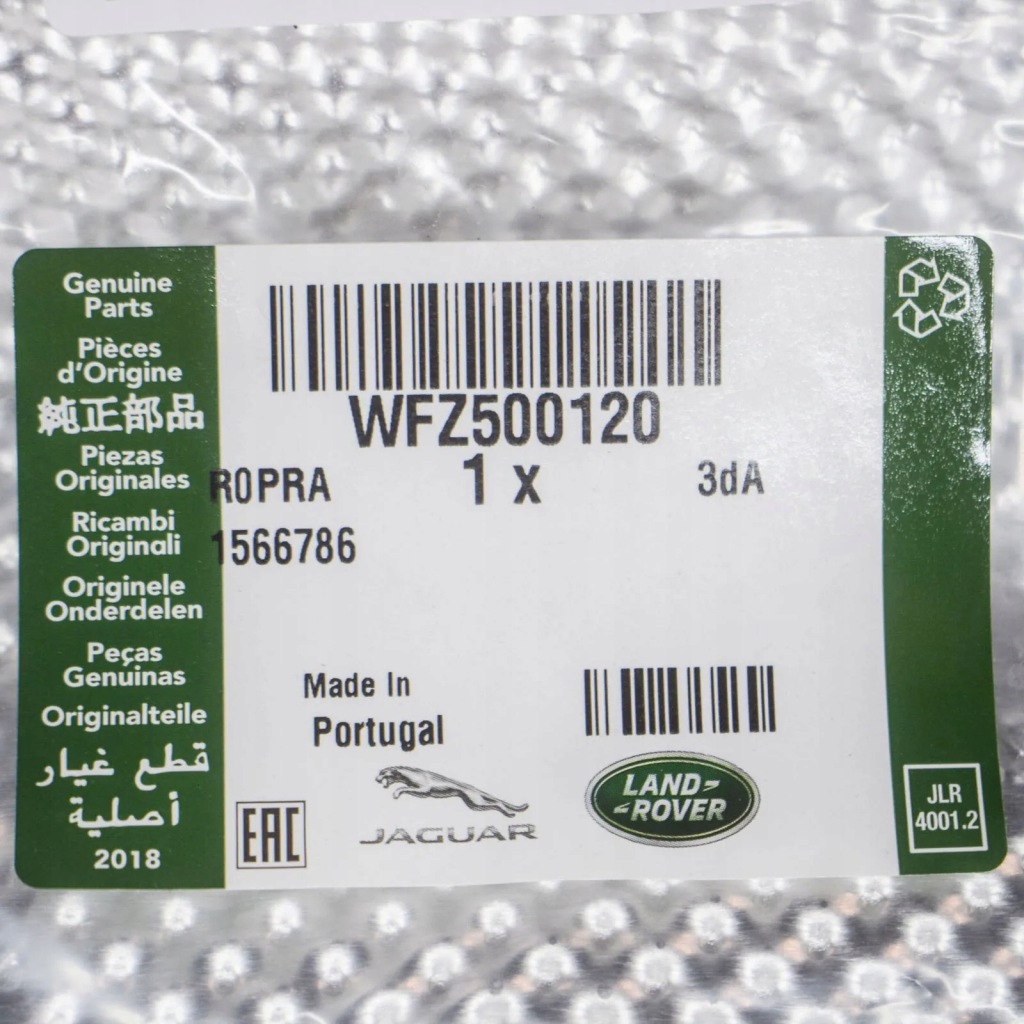 Genuine
Parts
Pièces
d'Origine
純正部品
Piezas
Originales
Ricambi
Originali
Originele
Onderdelen
Peças
Genuinas
Originalteile
قطع غيار
أصلية
2018
WFZ500120
R0PRA 1 x 3dA
1566786
Made In
Portugal
EAC
JAGUAR
LAND-
-ROVER
JLR
4001.2